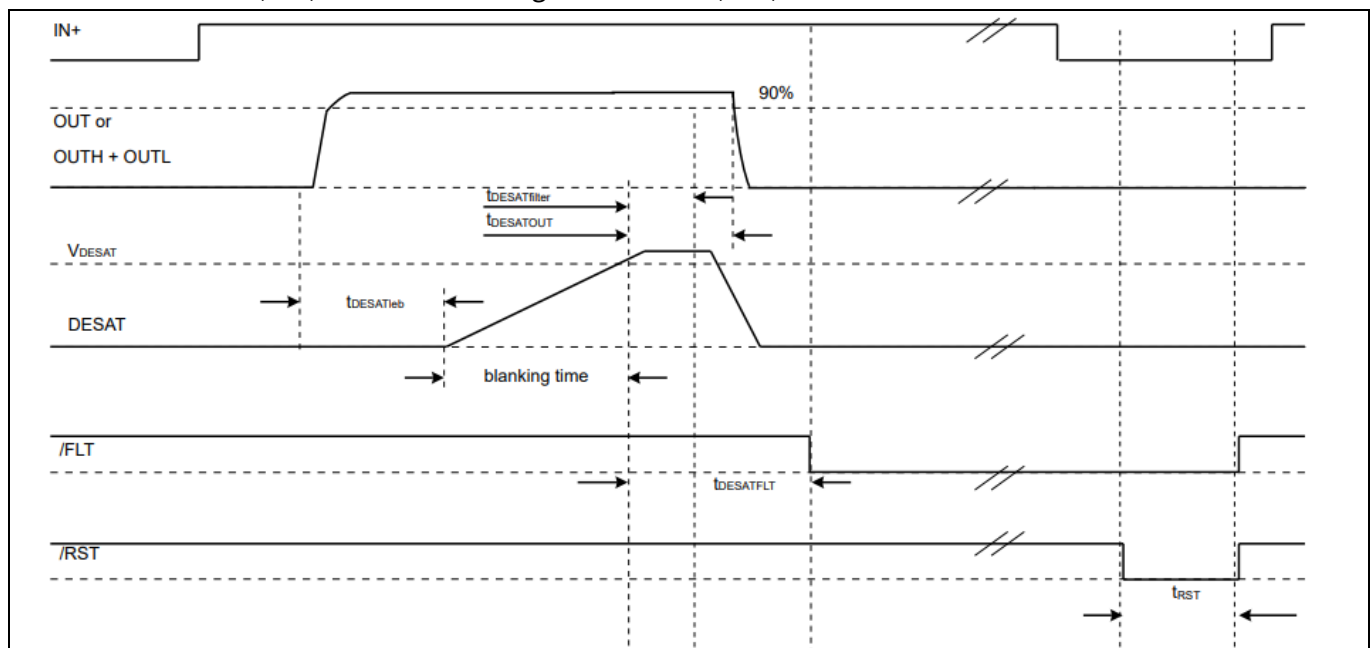 IN+
90%
OUT or
OUTH + OUTL
tDESATfilter
tDESATOUT
VDESAT
tDESATleb
DESAT
blanking time
/FLT
tDESATFLT
/RST
tRST